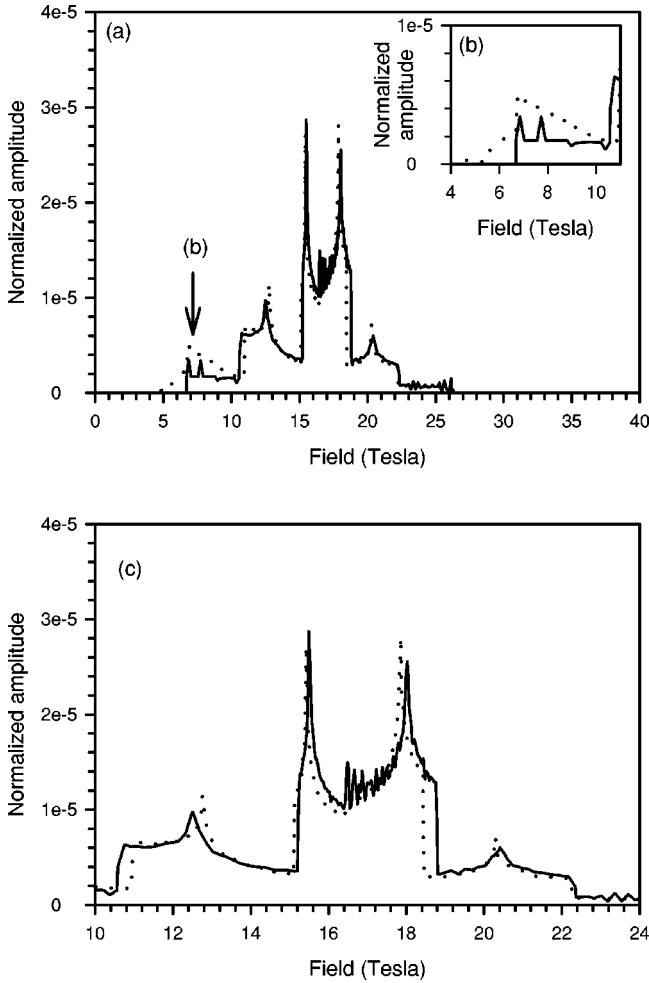 4e-5
(a)
3e-5
2e-5
1e-5
0
Normalized amplitude
(b)
0 5 10 15 20 25 30 35 40
Field (Tesla)
1e-5
(b)
0
Normalized
amplitude
4 6 8 10
Field (Tesla)
4e-5
(c)
3e-5
2e-5
1e-5
0
Normalized amplitude
10 12 14 16 18 20 22 24
Field (Tesla)